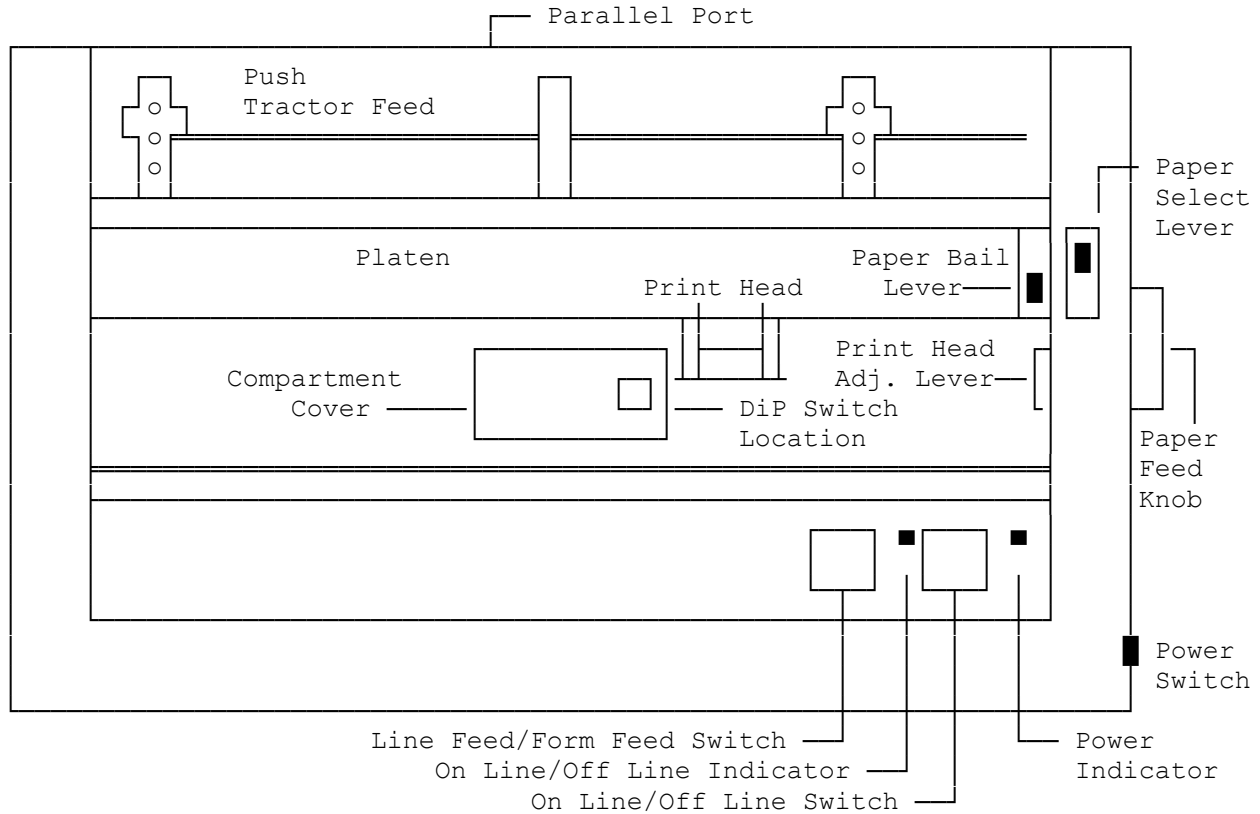 Parallel Port
Push
Tractor Feed
Paper
Select
Lever
Platen
Paper Bail
Lever
Print Head
Print Head
Adj. Lever
Compartment
Cover
DiP Switch
Location
Paper
Feed
Knob
Power
Switch
Line Feed/Form Feed Switch
Power
Indicator
On Line/Off Line Indicator
On Line/Off Line Switch